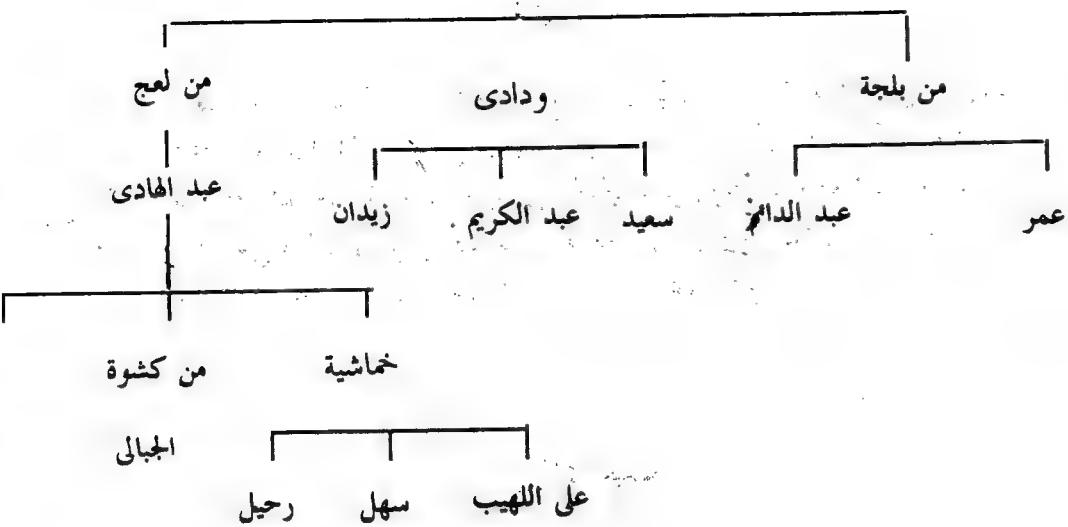 من بلجة ودادى من لعج
عمر عبد الدائم سعيد عبد الكريم زيدان عبد الهادى
خماشية من كشوة
الجبالى
على اللهيب سهل رحيل